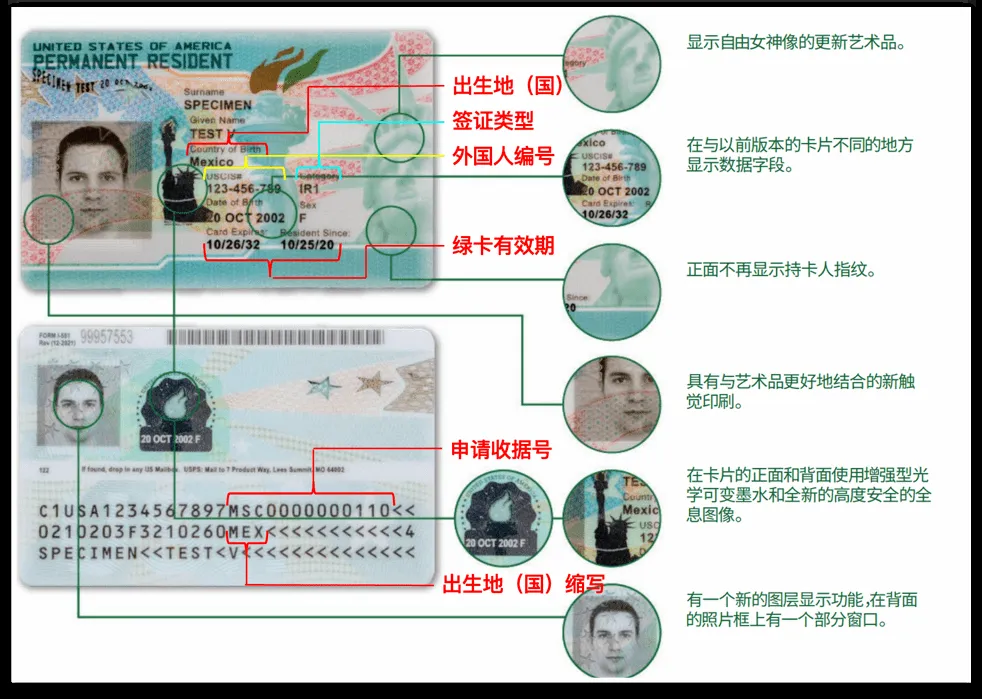 UNITED STATES OF AMERICA
PERMANENT RESIDENT
SPECIMEN TEST V 20 OCT 2002
Surname
SPECIMEN
Given Name
TEST V
Country of Birth
Mexico
USCIS#
123-456-789
Category
IR1
Date of Birth
20 OCT 2002
Sex
F
Card Expires:
10/26/32
Resident Since:
10/25/20
出生地（国）
签证类型
外国人编号
绿卡有效期
egory
显示自由女神像的更新艺术品。
xico
USCIS#
123-456-789
Date of Birth
20 OCT 2002
Card Expires:
10/26/32
在与以前版本的卡片不同的地方
显示数据字段。
Since:
20
正面不再显示持卡人指纹。
具有与艺术品更好地结合的新触
觉印刷。
FORM I-551
Rev (12-2021)
99957553
20 OCT 2002 F
122
If found, drop in any US Mailbox. USPS: Mail to 7 Product Way, Lees Summit, MO 64002
C1USA1234567897MSC0000000110<<
0210203F3210260MEX<<<<<<<<<<<4
SPECIMEN<<TEST<V<<<<<<<<<<<<<<
申请收据号
出生地（国）缩写
20 OCT 2002 F
TES
Countr
Mexic
USC
12
在卡片的正面和背面使用增强型光
学可变墨水和全新的高度安全的全
息图像。
有一个新的图层显示功能,在背面
的照片框上有一个部分窗口。